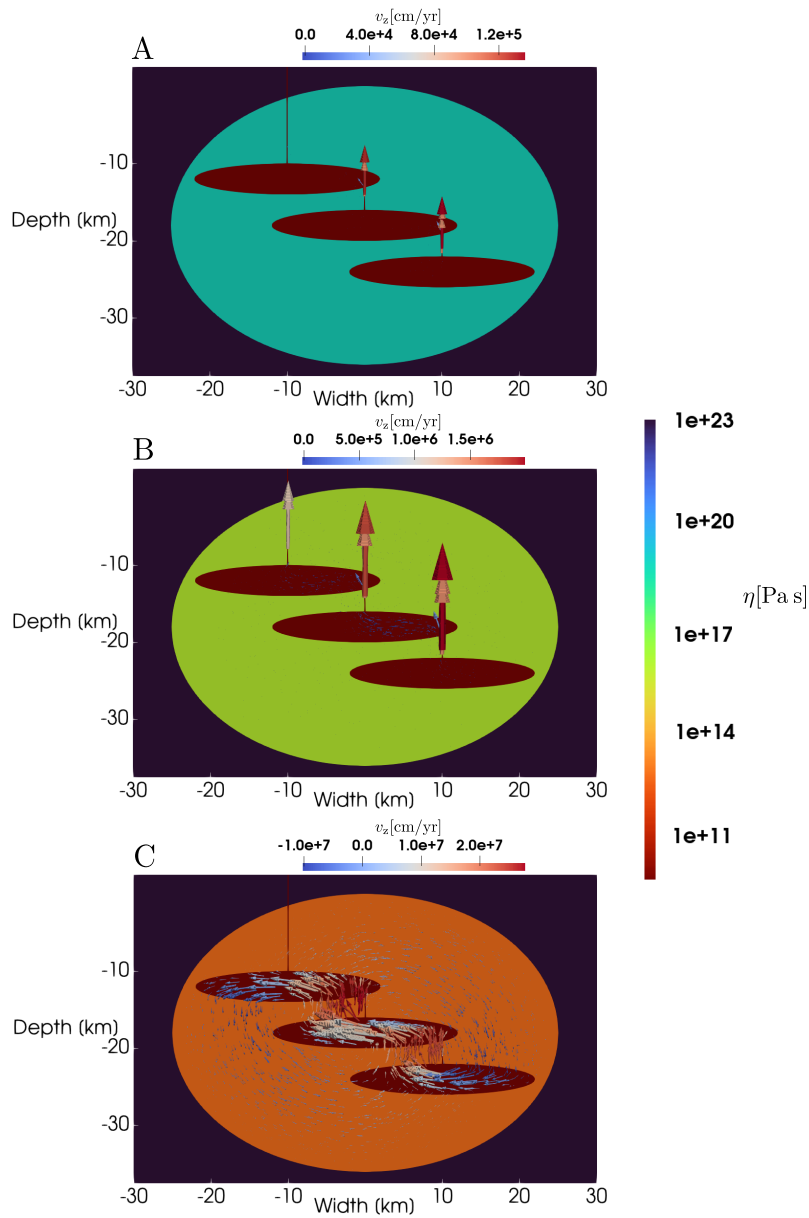 v_z[cm/yr]
0.0 4.0e+4 8.0e+4 1.2e+5
A
-10
Depth (km)
-20
-30
-30 -20 -10 0 10 20 30
Width (km)
v_z[cm/yr]
0.0 5.0e+5 1.0e+6 1.5e+6
B
-10
Depth (km)
-20
-30
-30 -20 -10 0 10 20 30
Width (km)
v_z[cm/yr]
-1.0e+7 0.0 1.0e+7 2.0e+7
C
-10
Depth (km)
-20
-30
-30 -20 -10 0 10 20 30
Width (km)
1e+23
1e+20
η[Pa s]
1e+17
1e+14
1e+11